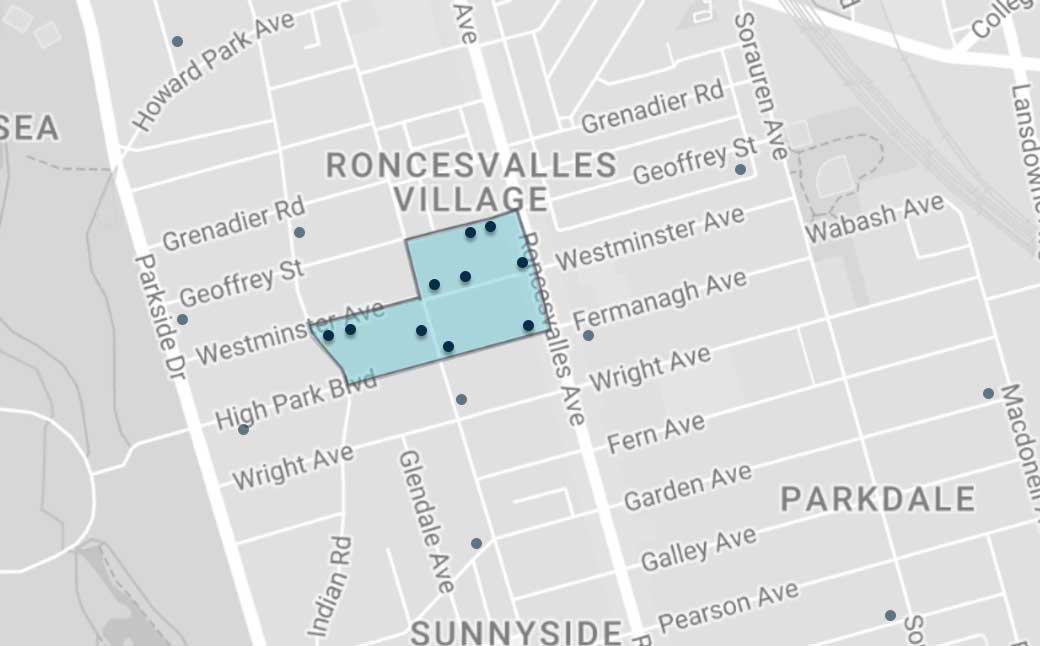 Howard Park Ave
Ave
Sorauren Ave
Lansdowne
Grenadier Rd
Geoffrey St
RONCESVALLES
VILLAGE
Wabash Ave
Westminster Ave
Grenadier Rd
Geoffrey St
Parkside Dr
Roncesvalles Ave
Fermanagh Ave
Westminster Ave
High Park Blvd
Wright Ave
Wright Ave
Fern Ave
Garden Ave
Macdonell
PARKDALE
Glendale Ave
Indian Rd
Galley Ave
Pearson Ave
SUNNYSIDE